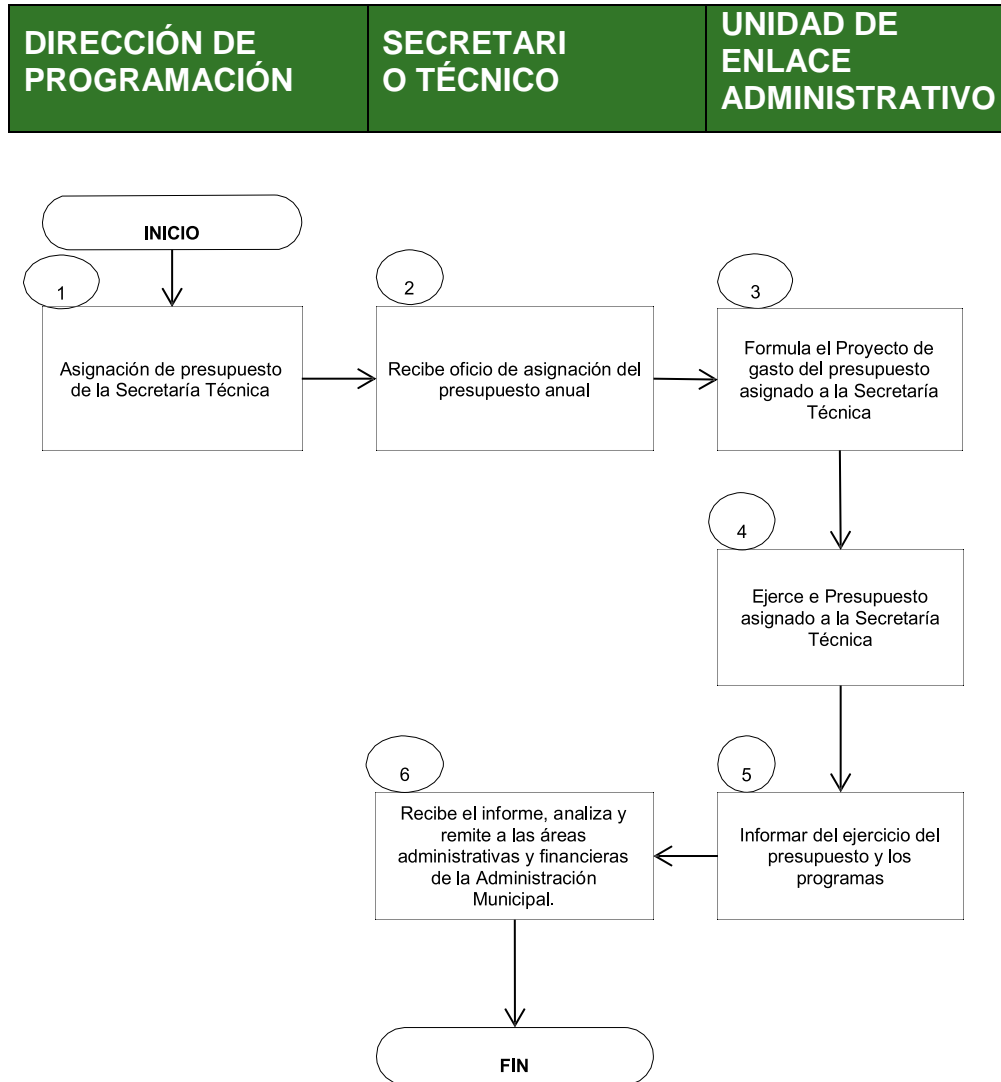 DIRECCIÓN DE
PROGRAMACIÓN
SECRETARI
O TÉCNICO
UNIDAD DE
ENLACE
ADMINISTRATIVO
INICIO
1
Asignación de presupuesto
de la Secretaría Técnica
2
Recibe oficio de asignación del
presupuesto anual
3
Formula el Proyecto de
gasto del presupuesto
asignado a la Secretaría
Técnica
4
Ejerce e Presupuesto
asignado a la Secretaría
Técnica
5
Informar del ejercicio del
presupuesto y los
programas
6
Recibe el informe, analiza y
remite a las áreas
administrativas y financieras
de la Administración
Municipal.
FIN